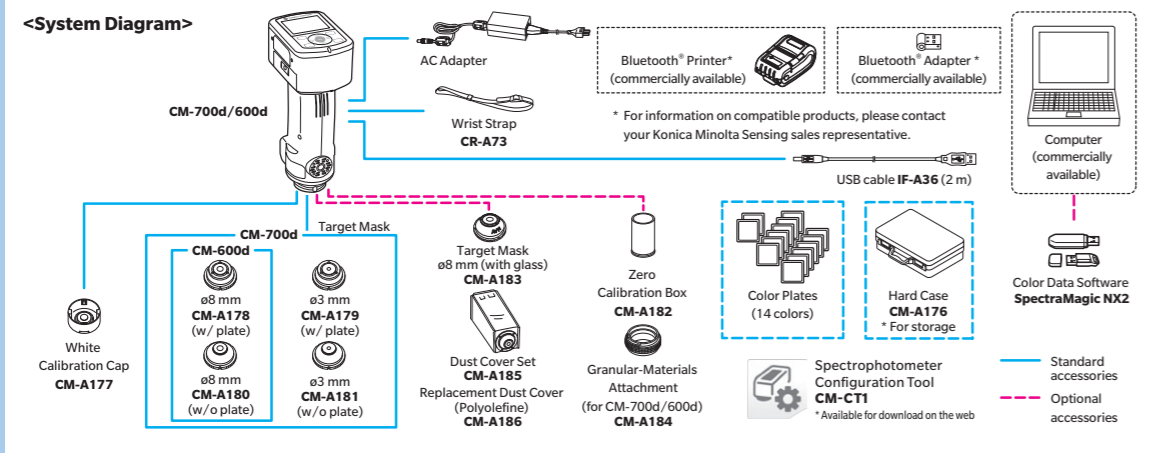 <System Diagram>
CM-700d/600d
AC Adapter
Wrist Strap
CR-A73
Bluetooth® Printer*
(commercially available)
Bluetooth® Adapter *
(commercially available)
* For information on compatible products, please contact
your Konica Minolta Sensing sales representative.
USB cable IF-A36 (2 m)
Computer
(commercially
available)
Color Data Software
SpectraMagic NX2
White
Calibration Cap
CM-A177
Target Mask
CM-700d
CM-600d
ø8 mm
CM-A178
(w/ plate)
ø3 mm
CM-A179
(w/ plate)
ø8 mm
CM-A180
(w/o plate)
ø3 mm
CM-A181
(w/o plate)
Target Mask
ø8 mm (with glass)
CM-A183
Dust Cover Set
CM-A185
Replacement Dust Cover
(Polyolefine)
CM-A186
Zero
Calibration Box
CM-A182
Granular-Materials
Attachment
(for CM-700d/600d)
CM-A184
Color Plates
(14 colors)
Hard Case
CM-A176
* For storage
Spectrophotometer
Configuration Tool
CM-CT1
* Available for download on the web
Standard
accessories
Optional
accessories